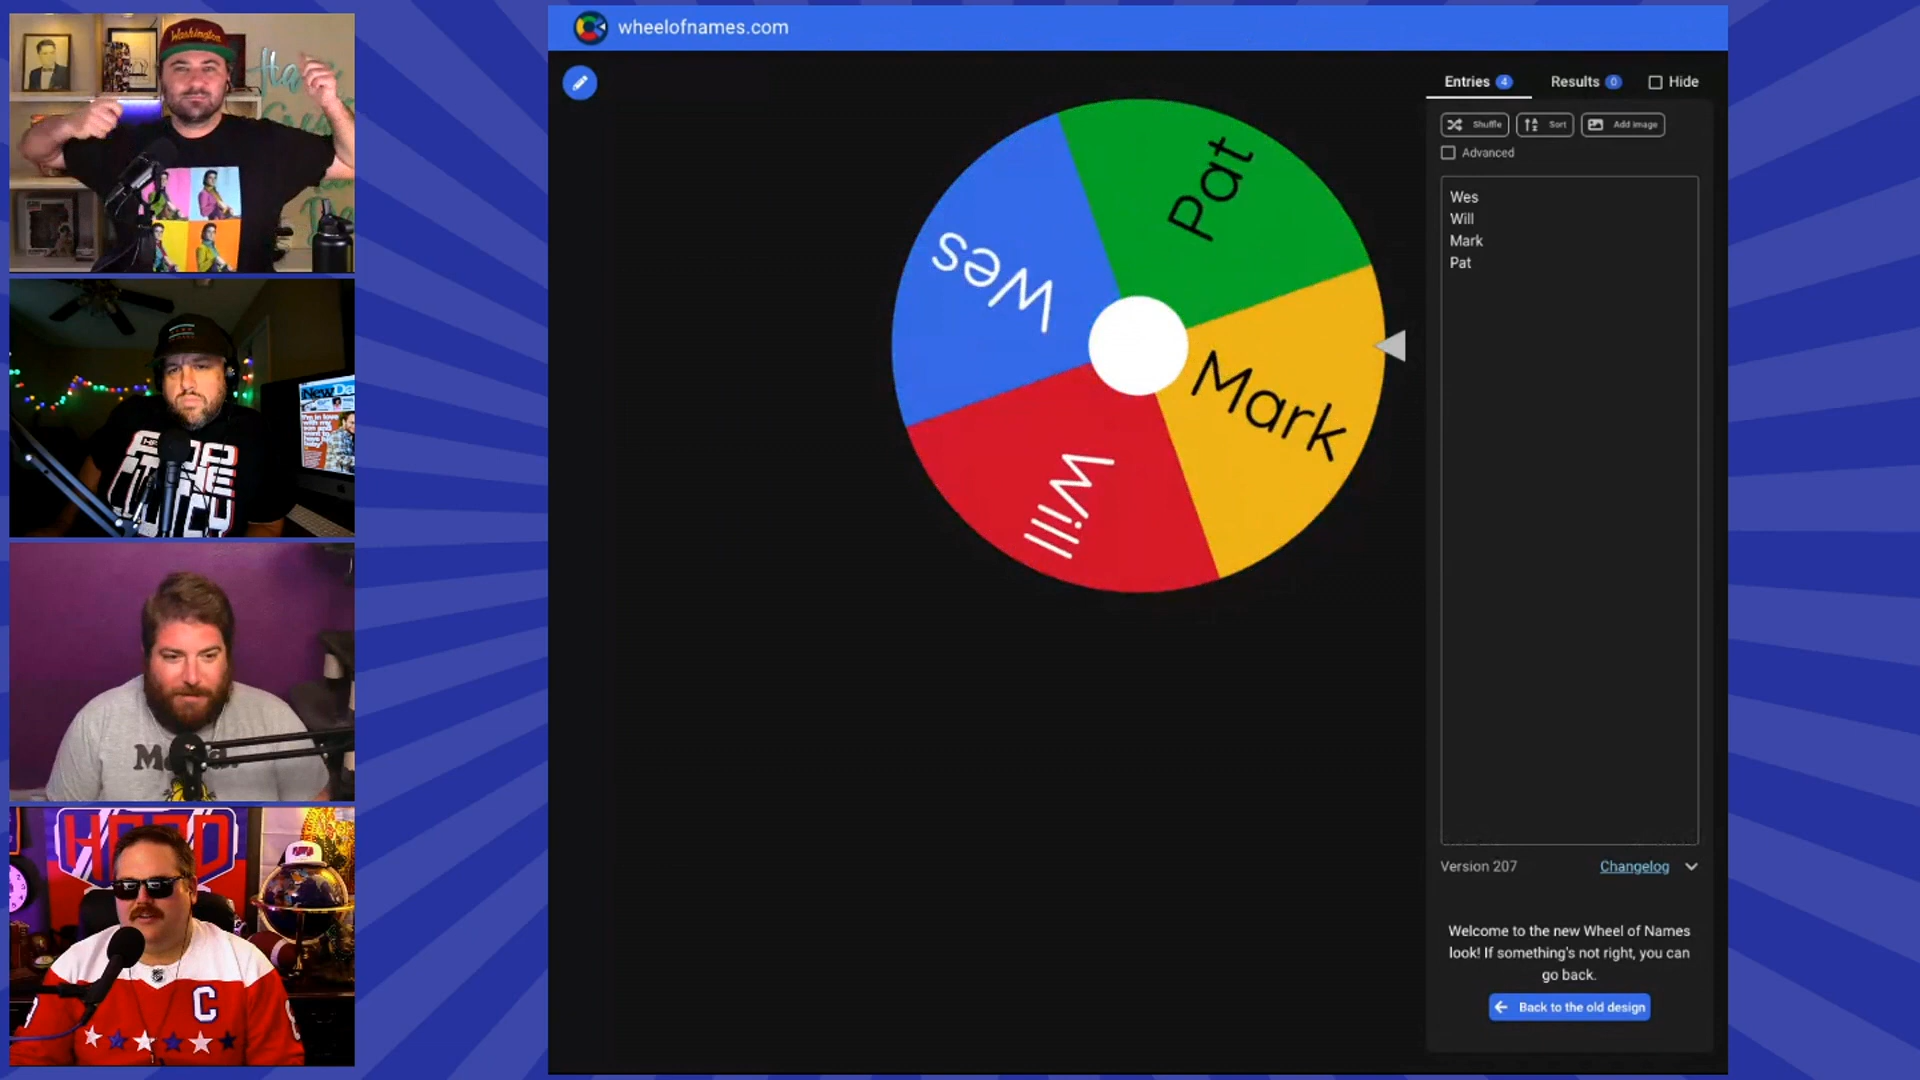 wheelofnames.com
Entries 4
Results 0
Hide
Shuffle
Sort
Add image
Advanced
Wes
Will
Mark
Pat
Pat
Wes
Mark
Will
Version 207
Changelog
Welcome to the new Wheel of Names
look! If something's not right, you can
go back.
Back to the old design
Washington
NewDa
C